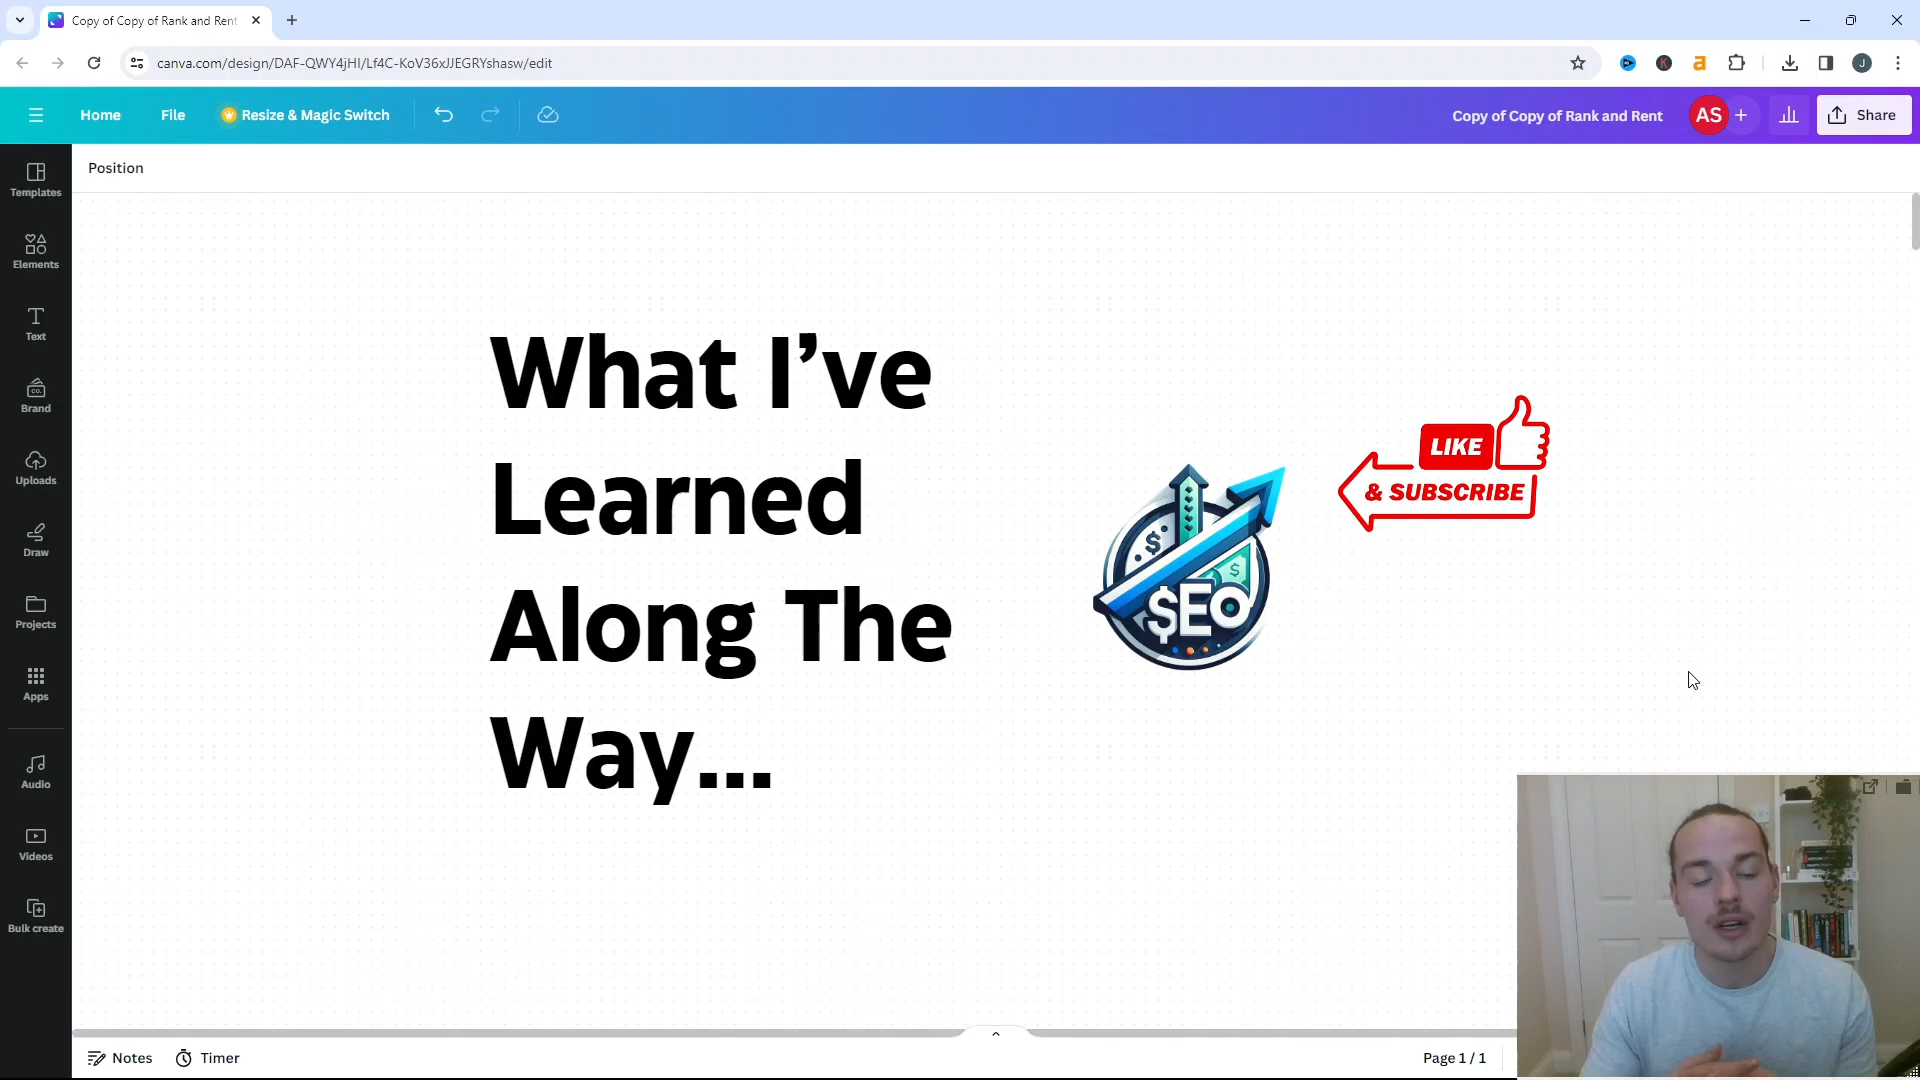 Copy of Copy of Rank and Rent
canva.com/design/DAF-QWY4jHI/Lf4C-KoV36xJJEGRYshasw/edit
J
Home
File
Resize & Magic Switch
Copy of Copy of Rank and Rent
AS
Share
Position
Templates
Elements
Text
Brand
Uploads
Draw
Projects
Apps
Audio
Videos
Bulk create
What I’ve
Learned
Along The
Way...
$EO
LIKE
& SUBSCRIBE
Notes
Timer
Page 1 / 1